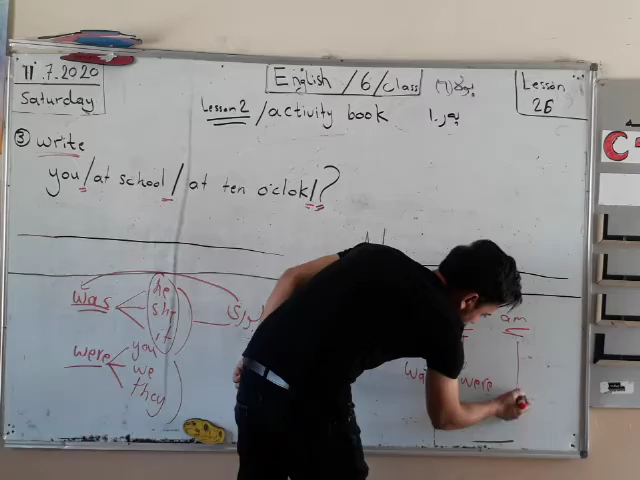 11.7.2020
Saturday
English /6/class
Lesson
26
Lesson 2 /activity book
③ write
you/at school/at ten o'clok/?
was
he
she
it
were
you
we
they
am
were